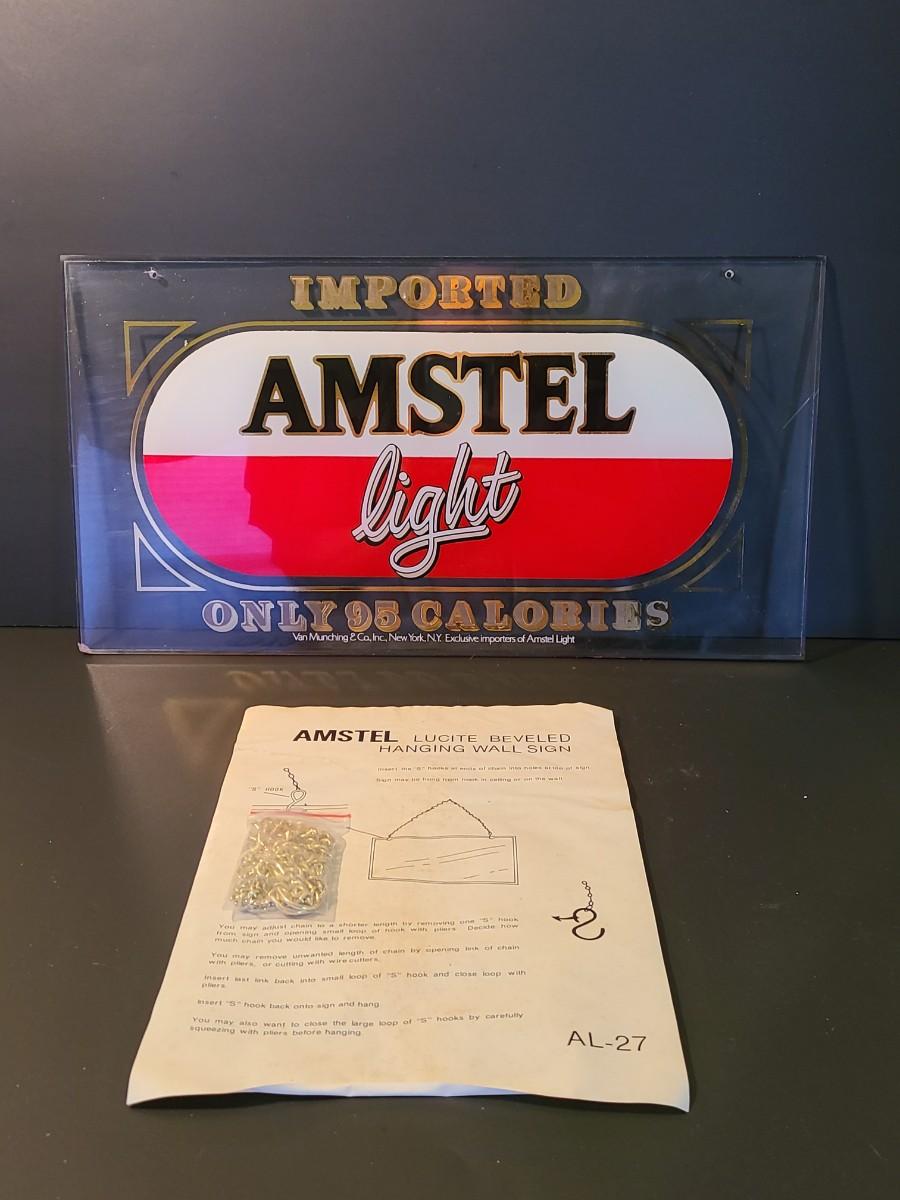 IMPORTED
AMSTEL
light
ONLY 95 CALORIES
Van Munching & Co., Inc., New York, N.Y. Exclusive importers of Amstel Light
AMSTEL LUCITE BEVELED
HANGING WALL SIGN
Insert the "S" hooks at ends of chain into holes at top of sign.
Sign may be hung from hook in ceiling or on the wall.
"S" HOOK
You may adjust chain to a shorter length by removing one "S" hook
from sign and opening small loop of hook with pliers. Decide how
much chain you would like to remove.
You may remove unwanted length of chain by opening link of chain
with pliers, or cutting with wire cutters.
Insert last link back into small loop of "S" hook and close loop with
pliers.
Insert "S" hook back onto sign and hang.
You may also want to close the large loop of "S" hooks by carefully
squeezing with pliers before hanging.
AL-27